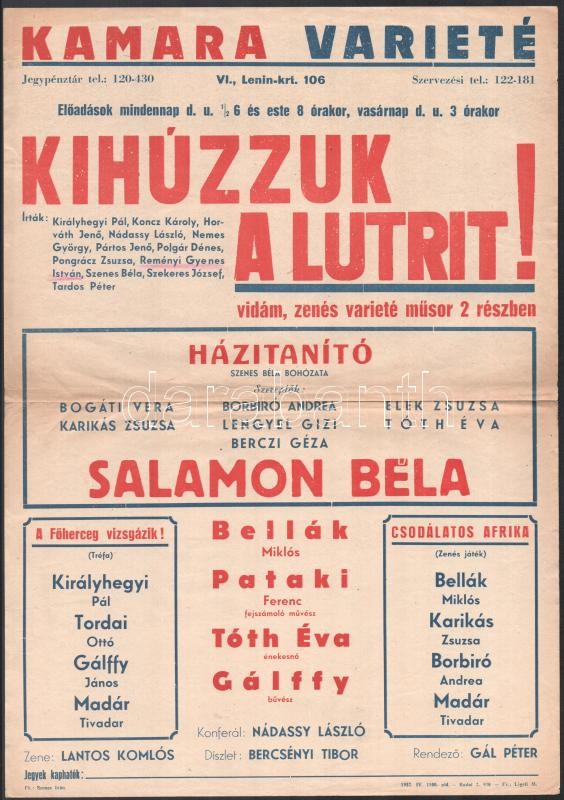 KAMARA VARIETÉ
Jegypénztár tel.: 120-430 VI., Lenin-krt. 106 Szervezési tel.: 122-181
Előadások mindennap d. u. ½ 6 és este 8 órakor, vasárnap d. u. 3 órakor
KIHÚZZUK
A LUTRIT!
Írták: Királyhegyi Pál, Koncz Károly, Hor-
váth Jenő, Nádassy László, Nemes
György, Pártos Jenő, Polgár Dénes,
Pongrácz Zsuzsa, Reményi Gyenes
István, Szenes Béla, Szekeres József,
Tardos Péter
vidám, zenés varieté műsor 2 részben
HÁZITANÍTÓ
SZENES BÉLA BOHÓZATA
Szereplők:
BOGÁTI VERA BORBIRÓ ANDREA ELEK ZSUZSA
KARIKÁS ZSUZSA LENGYEL GIZI TÓTH ÉVA
BERCZI GÉZA
darabanth
SALAMON BÉLA
A Főherceg vizsgázik!
(Tréfa)
Királyhegyi
Pál
Tordai
Ottó
Gálffy
János
Madár
Tivadar
Bellák
Miklós
Pataki
Ferenc
fejszámoló művész
Tóth Éva
énekesnő
Gálffy
bűvész
CSODÁLATOS AFRIKA
(Zenés játék)
Bellák
Miklós
Karikás
Zsuzsa
Borbiró
Andrea
Madár
Tivadar
Konferál: NÁDASSY LÁSZLÓ
Zene: LANTOS KOMLÓS Díszlet: BERCSÉNYI TIBOR Rendező: GÁL PÉTER
Jegyek kaphatók: